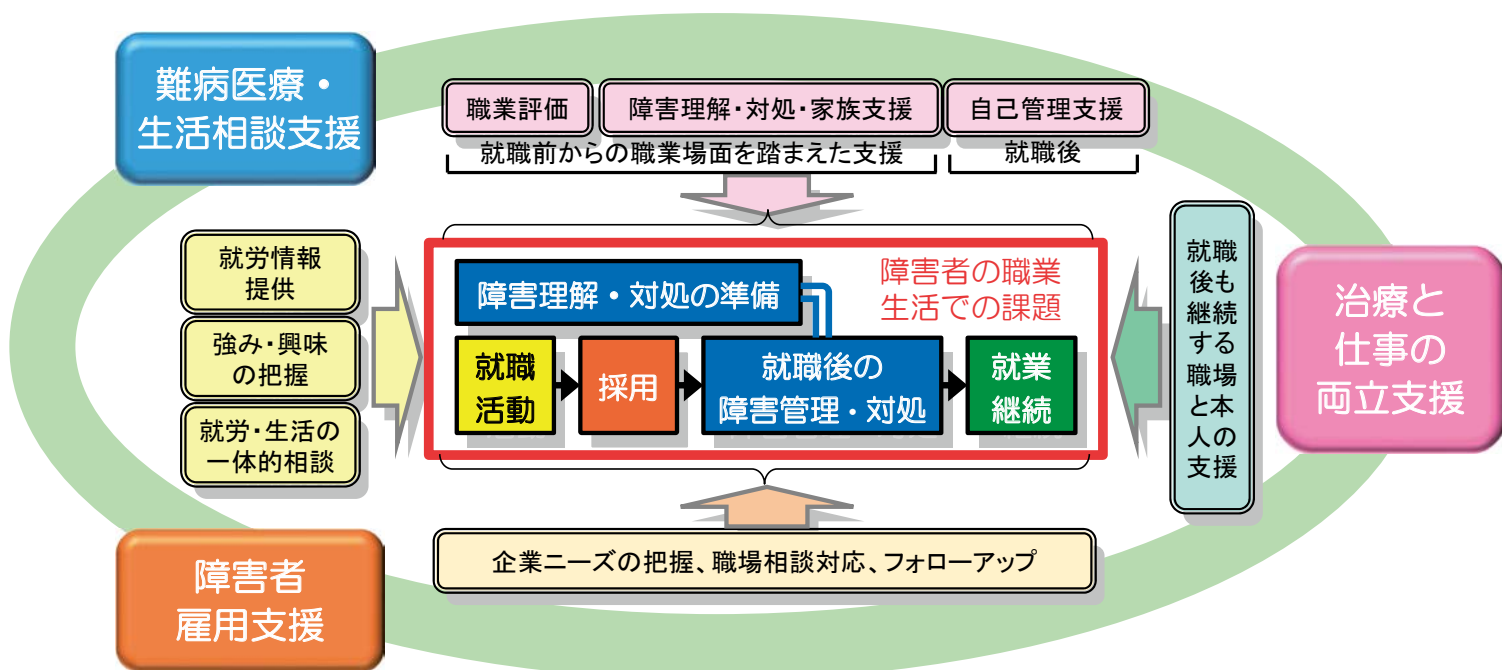 難病医療・
生活相談支援
職業評価
障害理解・対処・家族支援
自己管理支援
就職前からの職業場面を踏まえた支援
就職後
就労情報
提供
強み・興味
の把握
就労・生活の
一体的相談
障害者の職業
生活での課題
障害理解・対処の準備
就職
活動
採用
就職後の
障害管理・対処
就業
継続
就職
後も
継続
する
職場
と本
人の
支援
治療と
仕事の
両立支援
企業ニーズの把握、職場相談対応、フォローアップ
障害者
雇用支援